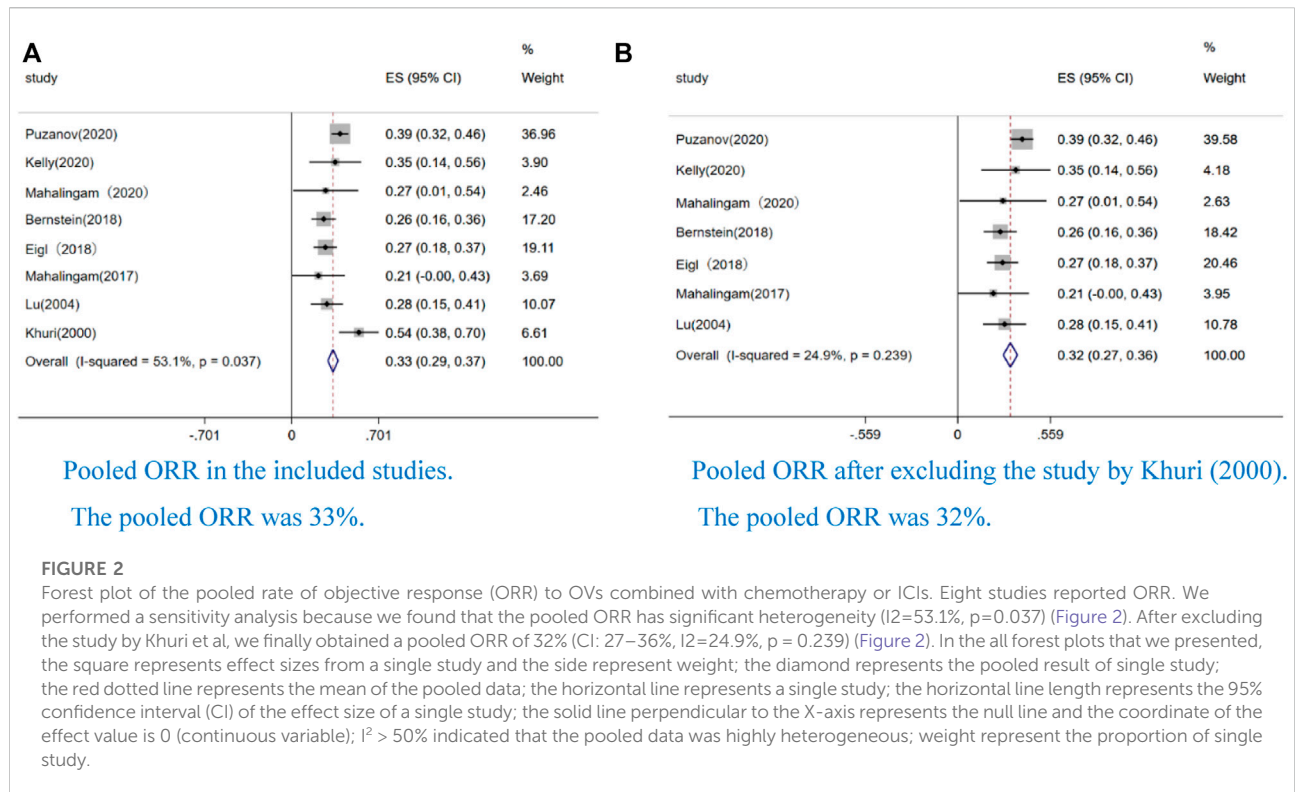 A
%
study ES (95% CI) Weight
Puzanov(2020) 0.39 (0.32, 0.46) 36.96
Kelly(2020) 0.35 (0.14, 0.56) 3.90
Mahalingam（2020) 0.27 (0.01, 0.54) 2.46
Bernstein(2018) 0.26 (0.16, 0.36) 17.20
Eigl（2018) 0.27 (0.18, 0.37) 19.11
Mahalingam(2017) 0.21 (-0.00, 0.43) 3.69
Lu(2004) 0.28 (0.15, 0.41) 10.07
Khuri(2000) 0.54 (0.38, 0.70) 6.61
Overall (I-squared = 53.1%, p = 0.037) 0.33 (0.29, 0.37) 100.00
-.701 0 .701
Pooled ORR in the included studies.
The pooled ORR was 33%.
B
%
study ES (95% CI) Weight
Puzanov(2020) 0.39 (0.32, 0.46) 39.58
Kelly(2020) 0.35 (0.14, 0.56) 4.18
Mahalingam（2020) 0.27 (0.01, 0.54) 2.63
Bernstein(2018) 0.26 (0.16, 0.36) 18.42
Eigl（2018) 0.27 (0.18, 0.37) 20.46
Mahalingam(2017) 0.21 (-0.00, 0.43) 3.95
Lu(2004) 0.28 (0.15, 0.41) 10.78
Overall (I-squared = 24.9%, p = 0.239) 0.32 (0.27, 0.36) 100.00
-.559 0 .559
Pooled ORR after excluding the study by Khuri (2000).
The pooled ORR was 32%.
FIGURE 2
Forest plot of the pooled rate of objective response (ORR) to OVs combined with chemotherapy or ICIs. Eight studies reported ORR. We
performed a sensitivity analysis because we found that the pooled ORR has significant heterogeneity (I2=53.1%, p=0.037) (Figure 2). After excluding
the study by Khuri et al, we finally obtained a pooled ORR of 32% (CI: 27–36%, I2=24.9%, p = 0.239) (Figure 2). In the all forest plots that we presented,
the square represents effect sizes from a single study and the side represent weight; the diamond represents the pooled result of single study;
the red dotted line represents the mean of the pooled data; the horizontal line represents a single study; the horizontal line length represents the 95%
confidence interval (CI) of the effect size of a single study; the solid line perpendicular to the X-axis represents the null line and the coordinate of the
effect value is 0 (continuous variable); I² > 50% indicated that the pooled data was highly heterogeneous; weight represent the proportion of single
study.